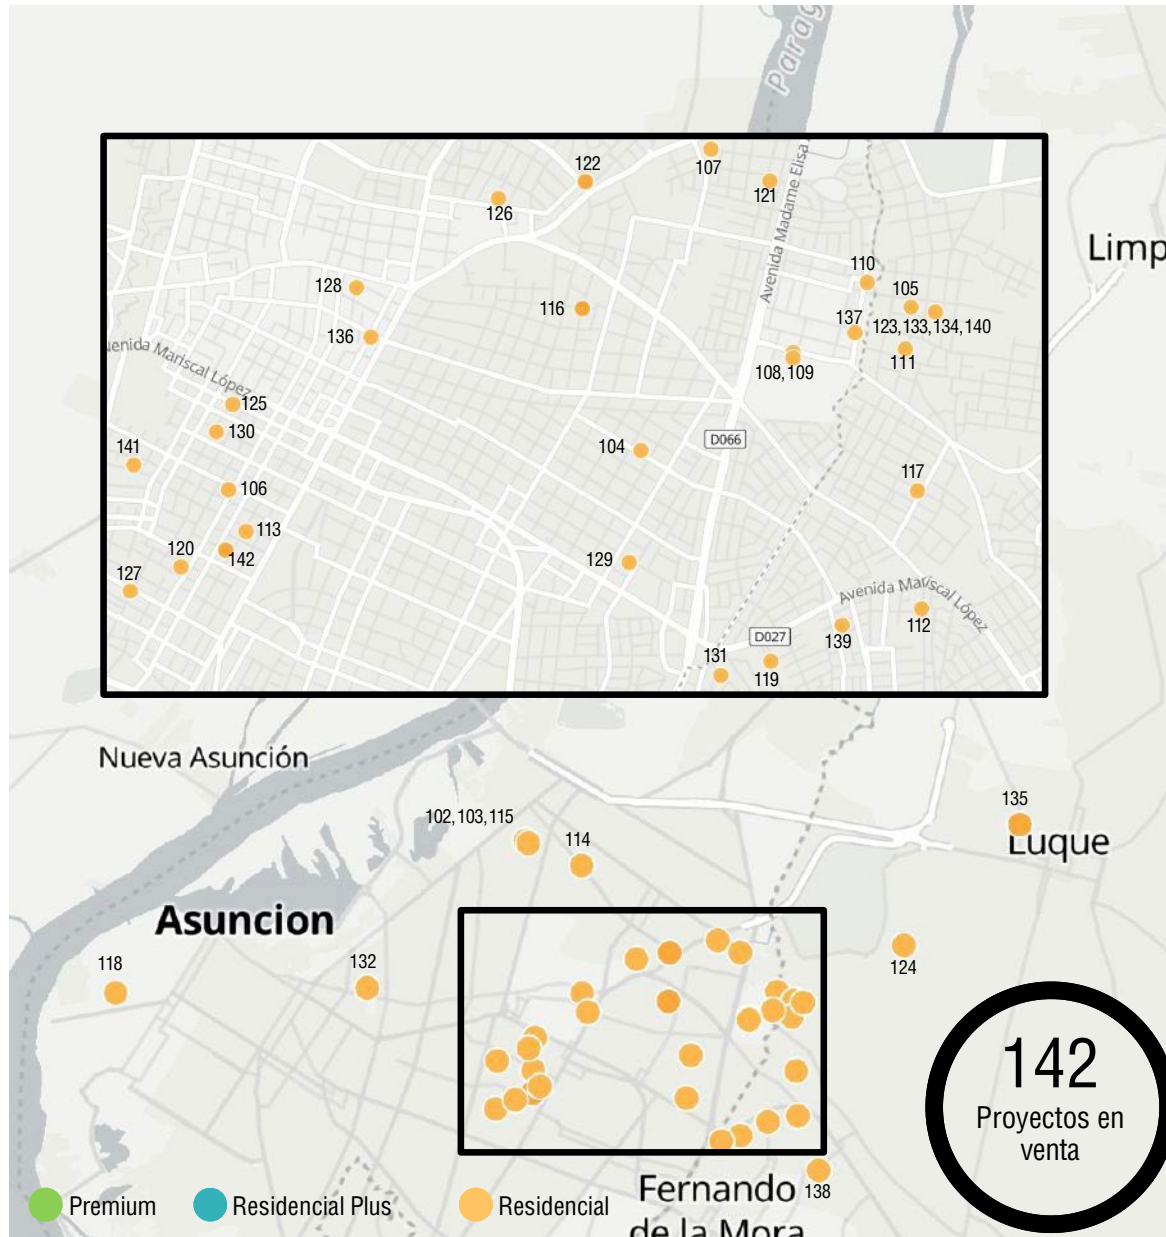 Parag
Limp
107
122
121
126
Avenida Madame Elisa
110
128
105
116
137
123,133,134,140
136
111
108,109
enida Mariscal López
125
130
141
104
D066
117
106
113
120
142
129
127
Avenida Mariscal López
112
D027
139
131
119
Nueva Asunción
135
102,103,115
Luque
114
Asuncion
118
132
124
142
Proyectos en
venta
138
Fernando
de la Mora
Premium
Residencial Plus
Residencial